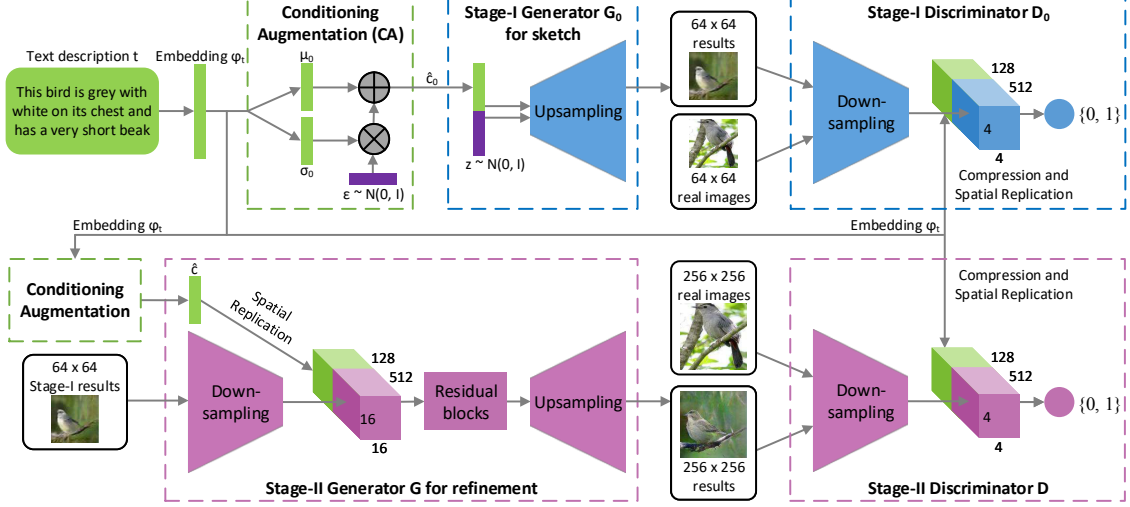 Conditioning
Augmentation (CA)
Stage-I Generator G₀
for sketch
Stage-I Discriminator D₀
Text description t
Embedding φₜ
This bird is grey with
white on its chest and
has a very short beak
μ₀
σ₀
ε ~ N(0, I)
ĉ₀
z ~ N(0, I)
Upsampling
64 x 64
results
64 x 64
real images
Down-
sampling
128
512
4
4
{0, 1}
Compression and
Spatial Replication
Embedding φₜ
Embedding φₜ
Conditioning
Augmentation
ĉ
Spatial
Replication
64 x 64
Stage-I results
Down-
sampling
128
512
16
16
Residual
blocks
Upsampling
Stage-II Generator G for refinement
256 x 256
real images
256 x 256
results
Compression and
Spatial Replication
Down-
sampling
128
512
4
4
{0, 1}
Stage-II Discriminator D